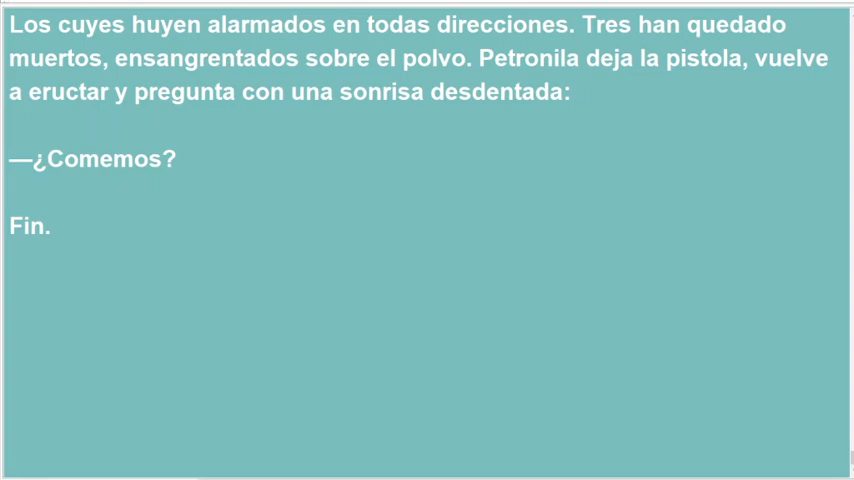 Los cuyes huyen alarmados en todas direcciones. Tres han quedado
muertos, ensangrentados sobre el polvo. Petronila deja la pistola, vuelve
a eructar y pregunta con una sonrisa desdentada:
—¿Comemos?
Fin.